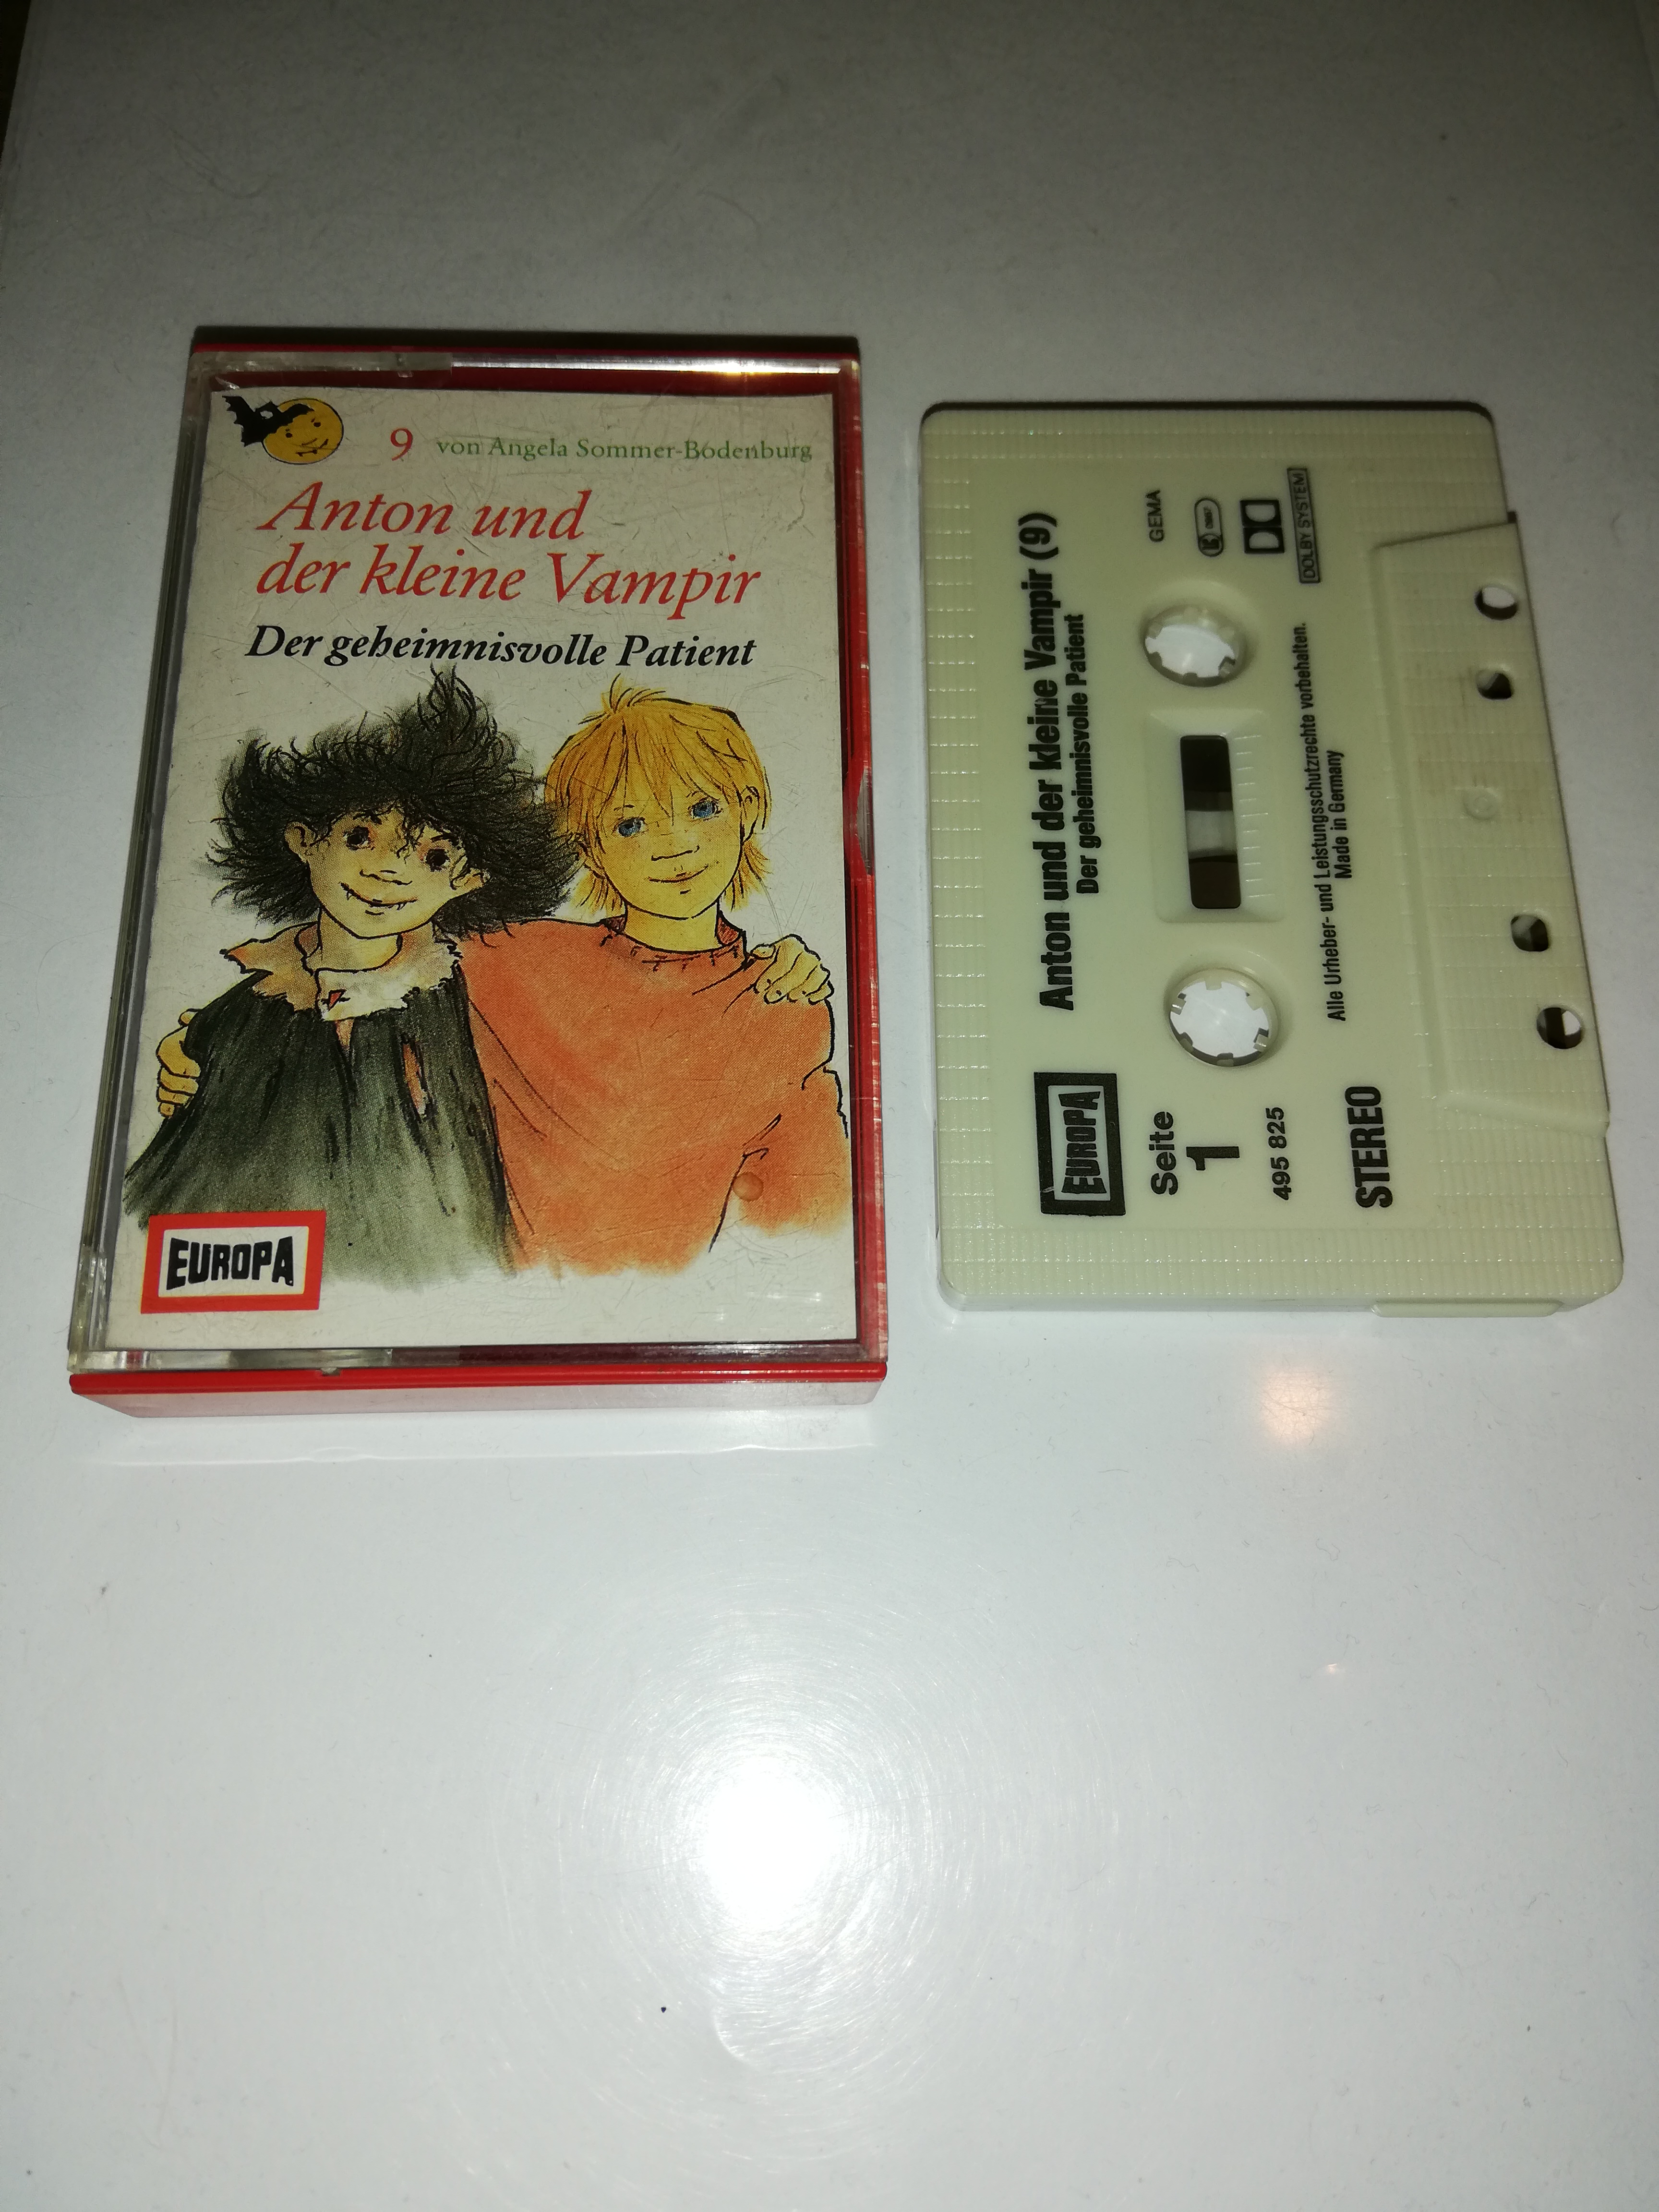 9 von Angela Sommer-Bodenburg
Anton und
der kleine Vampir
Der geheimnisvolle Patient
EUROPA
EUROPA
Anton und der kleine Vampir (9)
Der geheimnisvolle Patient
Seite
1
495 825
STEREO
GEMA
DOLBY SYSTEM
Alle Urheber- und Leistungsschutzrechte vorbehalten.
Made in Germany